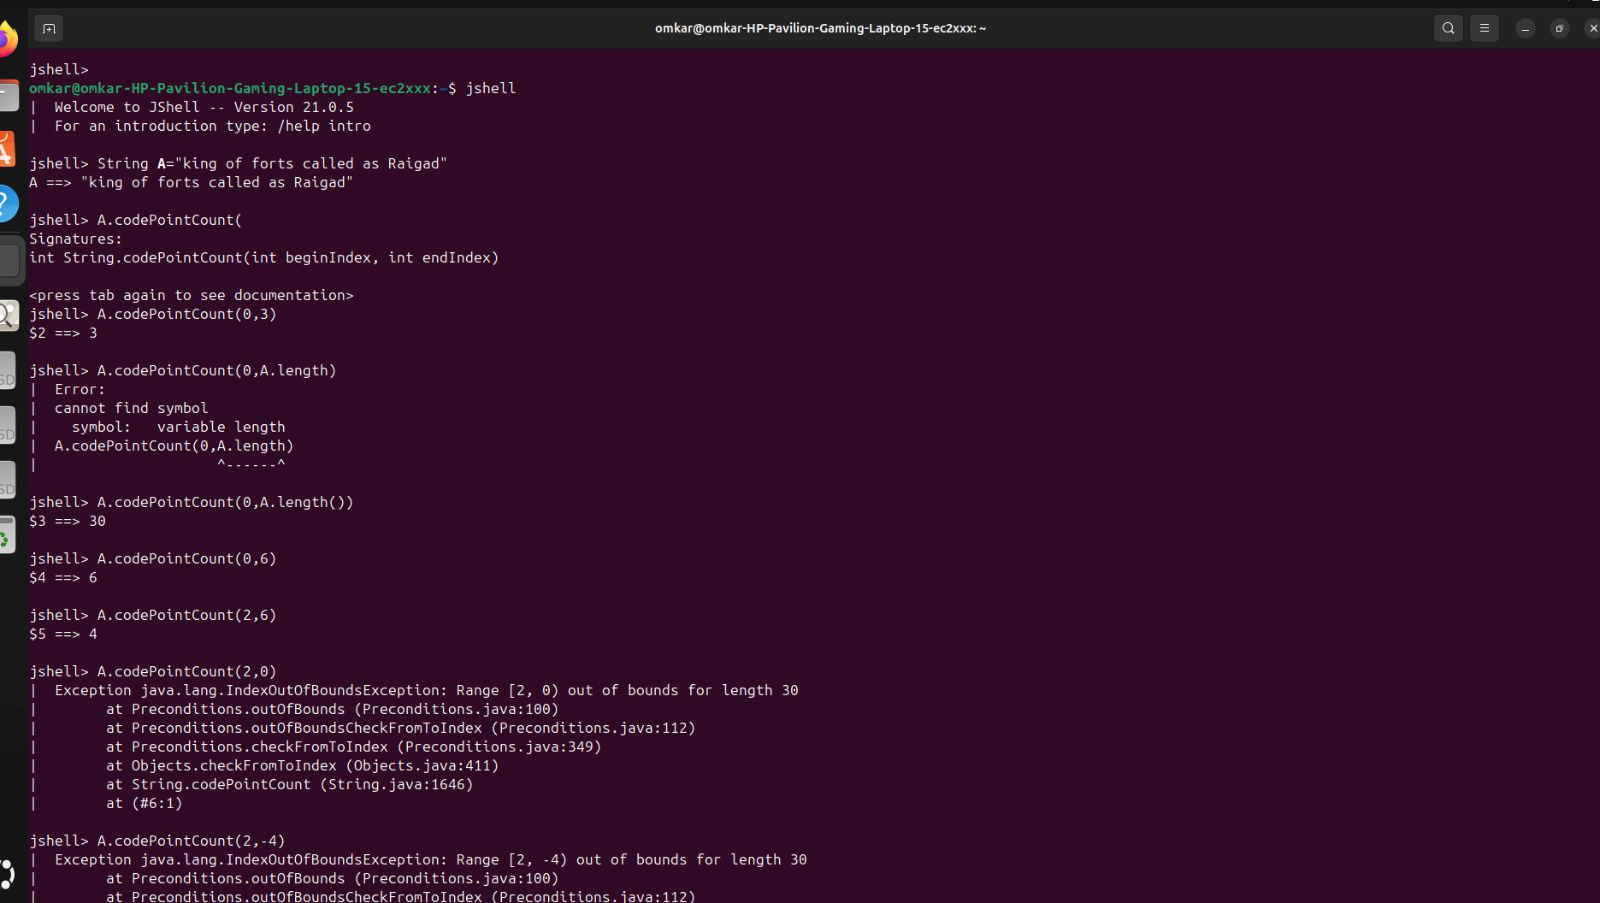 omkar@omkar-HP-Pavilion-Gaming-Laptop-15-ec2xxx: ~
jshell>
omkar@omkar-HP-Pavilion-Gaming-Laptop-15-ec2xxx:~$ jshell
|  Welcome to JShell -- Version 21.0.5
|  For an introduction type: /help intro
jshell> String A="king of forts called as Raigad"
A ==> "king of forts called as Raigad"
jshell> A.codePointCount(
Signatures:
int String.codePointCount(int beginIndex, int endIndex)
<press tab again to see documentation>
jshell> A.codePointCount(0,3)
$2 ==> 3
jshell> A.codePointCount(0,A.length)
|  Error:
|  cannot find symbol
|    symbol:   variable length
|  A.codePointCount(0,A.length)
|                     ^------^
jshell> A.codePointCount(0,A.length())
$3 ==> 30
jshell> A.codePointCount(0,6)
$4 ==> 6
jshell> A.codePointCount(2,6)
$5 ==> 4
jshell> A.codePointCount(2,0)
|  Exception java.lang.IndexOutOfBoundsException: Range [2, 0) out of bounds for length 30
|        at Preconditions.outOfBounds (Preconditions.java:100)
|        at Preconditions.outOfBoundsCheckFromToIndex (Preconditions.java:112)
|        at Preconditions.checkFromToIndex (Preconditions.java:349)
|        at Objects.checkFromToIndex (Objects.java:411)
|        at String.codePointCount (String.java:1646)
|        at (#6:1)
jshell> A.codePointCount(2,-4)
|  Exception java.lang.IndexOutOfBoundsException: Range [2, -4) out of bounds for length 30
|        at Preconditions.outOfBounds (Preconditions.java:100)
|        at Preconditions.outOfBoundsCheckFromToIndex (Preconditions.java:112)